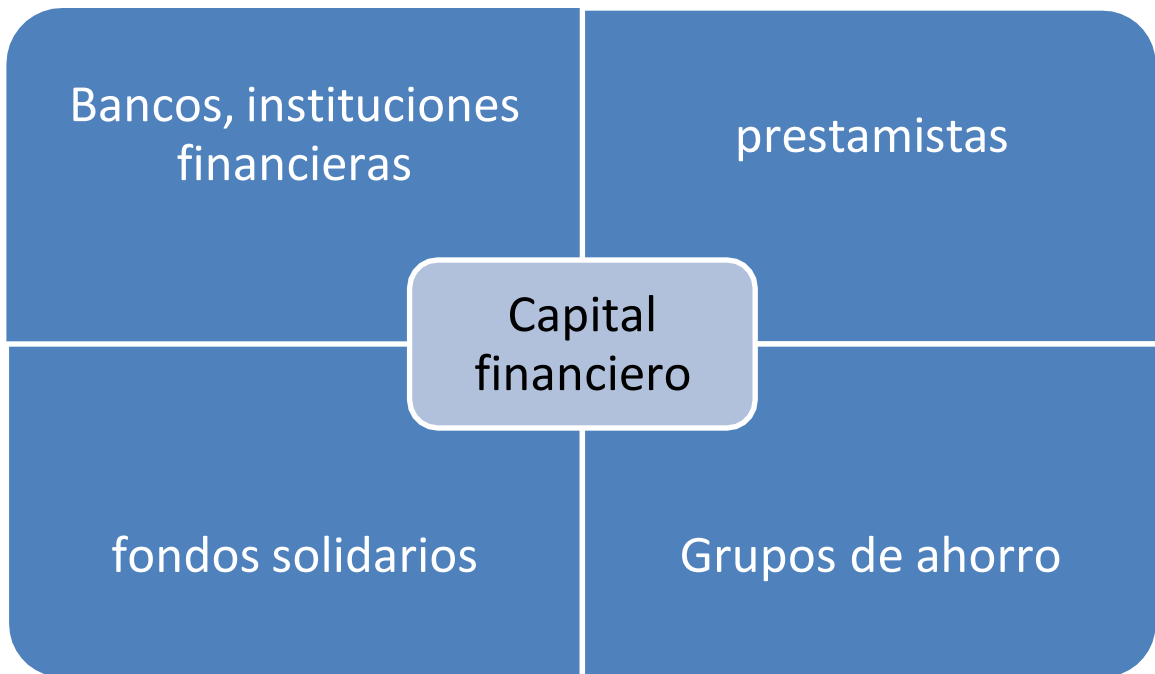 Bancos, instituciones
financieras
prestamistas
Capital
financiero
fondos solidarios
Grupos de ahorro